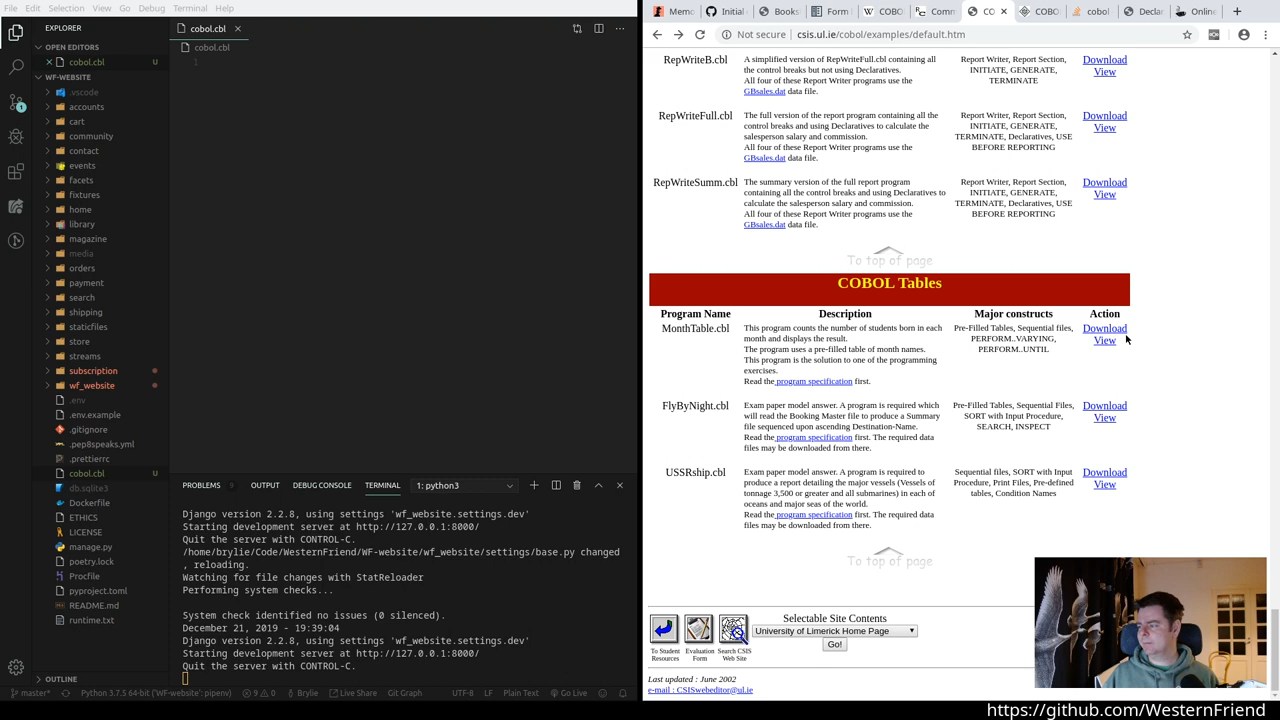 File Edit Selection View Go Debug Terminal Help
EXPLORER
OPEN EDITORS
cobol.cbl U
WF-WEBSITE
.vscode
accounts
cart
community
contact
events
facets
fixtures
home
library
magazine
media
orders
payment
search
shipping
staticfiles
store
streams
subscription
wf_website
.env
.env.example
.gitignore
.pep8speaks.yml
.prettierrc
cobol.cbl U
db.sqlite3
Dockerfile
ETHICS
LICENSE
manage.py
poetry.lock
Procfile
pyproject.toml
README.md
runtime.txt
OUTLINE
cobol.cbl
cobol.cbl
1
PROBLEMS 9 OUTPUT DEBUG CONSOLE TERMINAL 1: python3
Django version 2.2.8, using settings 'wf_website.settings.dev'
Starting development server at http://127.0.0.1:8000/
Quit the server with CONTROL-C.
/home/brylie/Code/WesternFriend/WF-website/wf_website/settings/base.py changed
, reloading.
Watching for file changes with StatReloader
Performing system checks...
System check identified no issues (0 silenced).
December 21, 2019 - 19:39:04
Django version 2.2.8, using settings 'wf_website.settings.dev'
Starting development server at http://127.0.0.1:8000/
Quit the server with CONTROL-C.
master* Python 3.7.5 64-bit ('WF-website': pipenv) 9 0 Brylie Live Share Git Graph UTF-8 LF Plain Text Go Live
Memo Initial Books Form COBO Comm CO COBO cobol Decla Online
Not secure | csis.ul.ie/cobol/examples/default.htm
RepWriteB.cbl
A simplified version of RepWriteFull.cbl containing all
the control breaks but not using Declaratives.
All four of these Report Writer programs use the
GBsales.dat data file.
Report Writer, Report Section,
INITIATE, GENERATE,
TERMINATE
Download
View
RepWriteFull.cbl
The full version of the report program containing all the
control breaks and using Declaratives to calculate the
salesperson salary and commission.
All four of these Report Writer programs use the
GBsales.dat data file.
Report Writer, Report Section,
INITIATE, GENERATE,
TERMINATE, Declaratives, USE
BEFORE REPORTING
Download
View
RepWriteSumm.cbl
The summary version of the full report program
containing all the control breaks and using Declaratives to
calculate the salesperson salary and commission.
All four of these Report Writer programs use the
GBsales.dat data file.
Report Writer, Report Section,
INITIATE, GENERATE,
TERMINATE, Declaratives, USE
BEFORE REPORTING
Download
View
To top of page
COBOL Tables
Program Name Description Major constructs Action
MonthTable.cbl
This program counts the number of students born in each
month and displays the result.
The program uses a pre-filled table of month names.
This program is the solution to one of the programming
exercises.
Read the program specification first.
Pre-Filled Tables, Sequential files,
PERFORM..VARYING,
PERFORM..UNTIL
Download
View
FlyByNight.cbl
Exam paper model answer. A program is required which
will read the Booking Master file to produce a Summary
file sequenced upon ascending Destination-Name.
Read the program specification first. The required data
files may be downloaded from there.
Pre-Filled Tables, Sequential Files,
SORT with Input Procedure,
SEARCH, INSPECT
Download
View
USSRship.cbl
Exam paper model answer. A program is required to
produce a report detailing the major vessels (Vessels of
tonnage 3,500 or greater and all submarines) in each of
oceans and major seas of the world.
Read the program specification first. The required data
files may be downloaded from there.
Sequential files, SORT with Input
Procedure, Print Files, Pre-defined
tables, Condition Names
Download
View
To top of page
To Student
Resources
Evaluation
Form
Search CSIS
Web Site
Selectable Site Contents
University of Limerick Home Page
Go!
Last updated : June 2002
e-mail : CSISwebeditor@ul.ie
https://github.com/WesternFriend